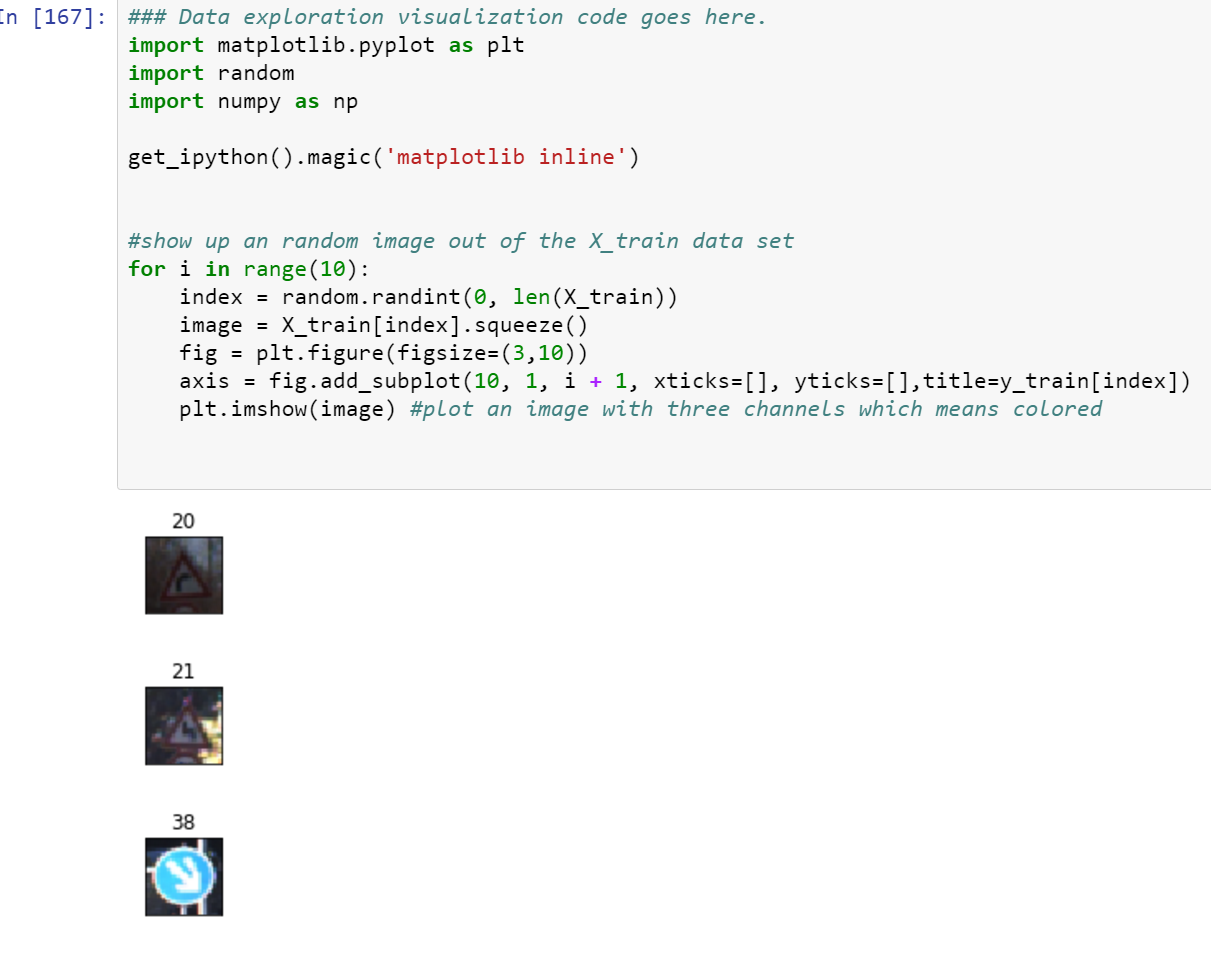 In [167]:
### Data exploration visualization code goes here.
import matplotlib.pyplot as plt
import random
import numpy as np

get_ipython().magic('matplotlib inline')

#show up an random image out of the X_train data set
for i in range(10):
    index = random.randint(0, len(X_train))
    image = X_train[index].squeeze()
    fig = plt.figure(figsize=(3,10))
    axis = fig.add_subplot(10, 1, i + 1, xticks=[], yticks=[],title=y_train[index])
    plt.imshow(image) #plot an image with three channels which means colored
20
21
38